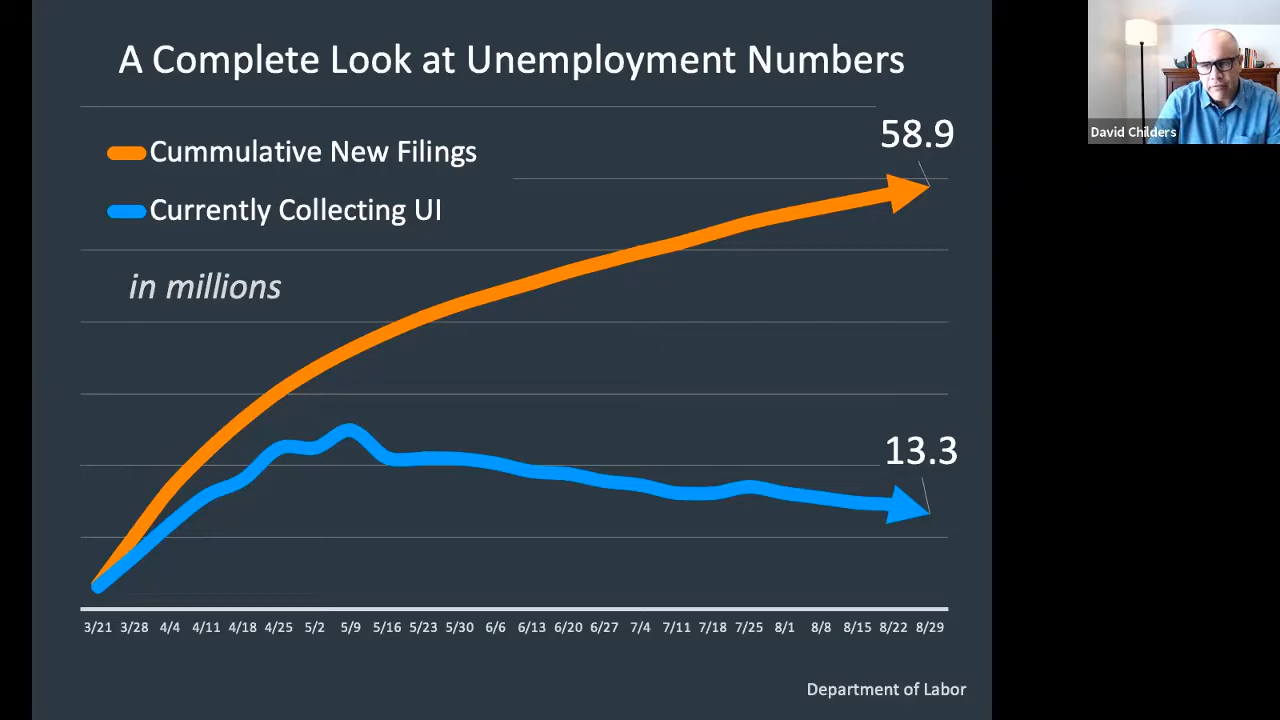 A Complete Look at Unemployment Numbers
Cummulative New Filings
Currently Collecting UI
in millions
58.9
13.3
3/21 3/28 4/4 4/11 4/18 4/25 5/2 5/9 5/16 5/23 5/30 6/6 6/13 6/20 6/27 7/4 7/11 7/18 7/25 8/1 8/8 8/15 8/22 8/29
Department of Labor
David Childers